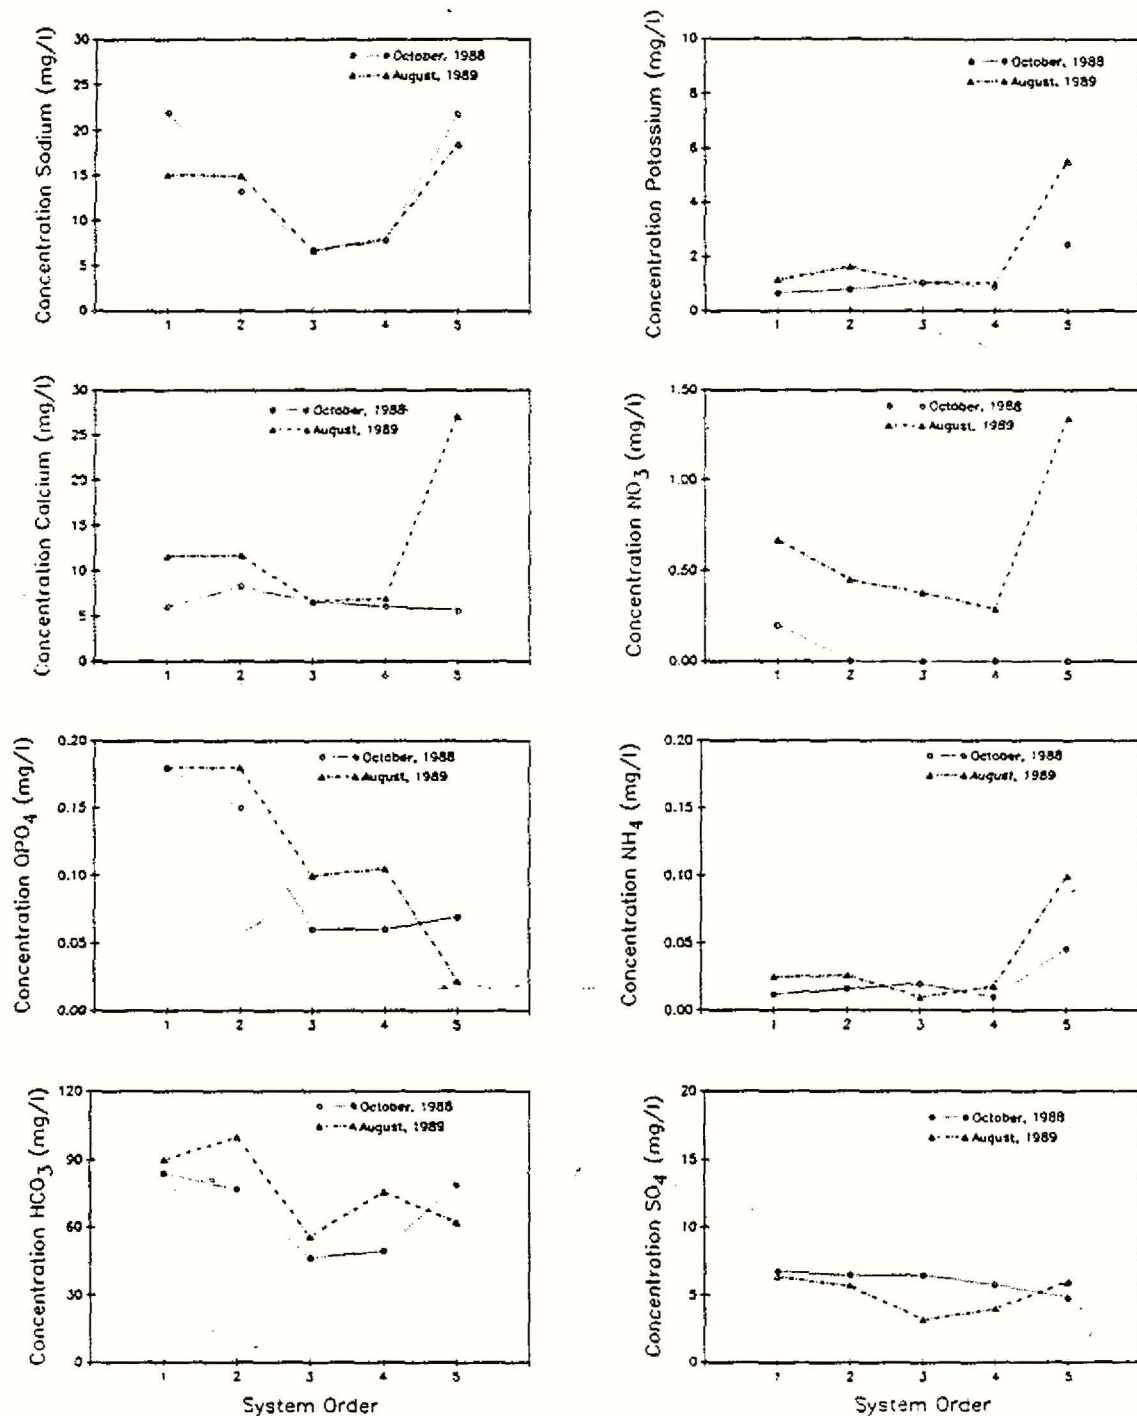 Concentration Sodium (mg/l)
30
25
20
15
10
5
0
October, 1988
August, 1989
1 2 3 4 5
Concentration Potassium (mg/l)
10
8
6
4
2
0
October, 1988
August, 1989
1 2 3 4 5
Concentration Calcium (mg/l)
30
25
20
15
10
5
0
October, 1988
August, 1989
1 2 3 4 5
Concentration NO3 (mg/l)
1.50
1.00
0.50
0.00
October, 1988
August, 1989
1 2 3 4 5
Concentration OPO4 (mg/l)
0.20
0.15
0.10
0.05
0.00
October, 1988
August, 1989
1 2 3 4 5
Concentration NH4 (mg/l)
0.20
0.15
0.10
0.05
0.00
October, 1988
August, 1989
1 2 3 4 5
Concentration HCO3 (mg/l)
120
90
60
30
0
October, 1988
August, 1989
1 2 3 4 5
System Order
Concentration SO4 (mg/l)
20
15
10
5
0
October, 1988
August, 1989
1 2 3 4 5
System Order